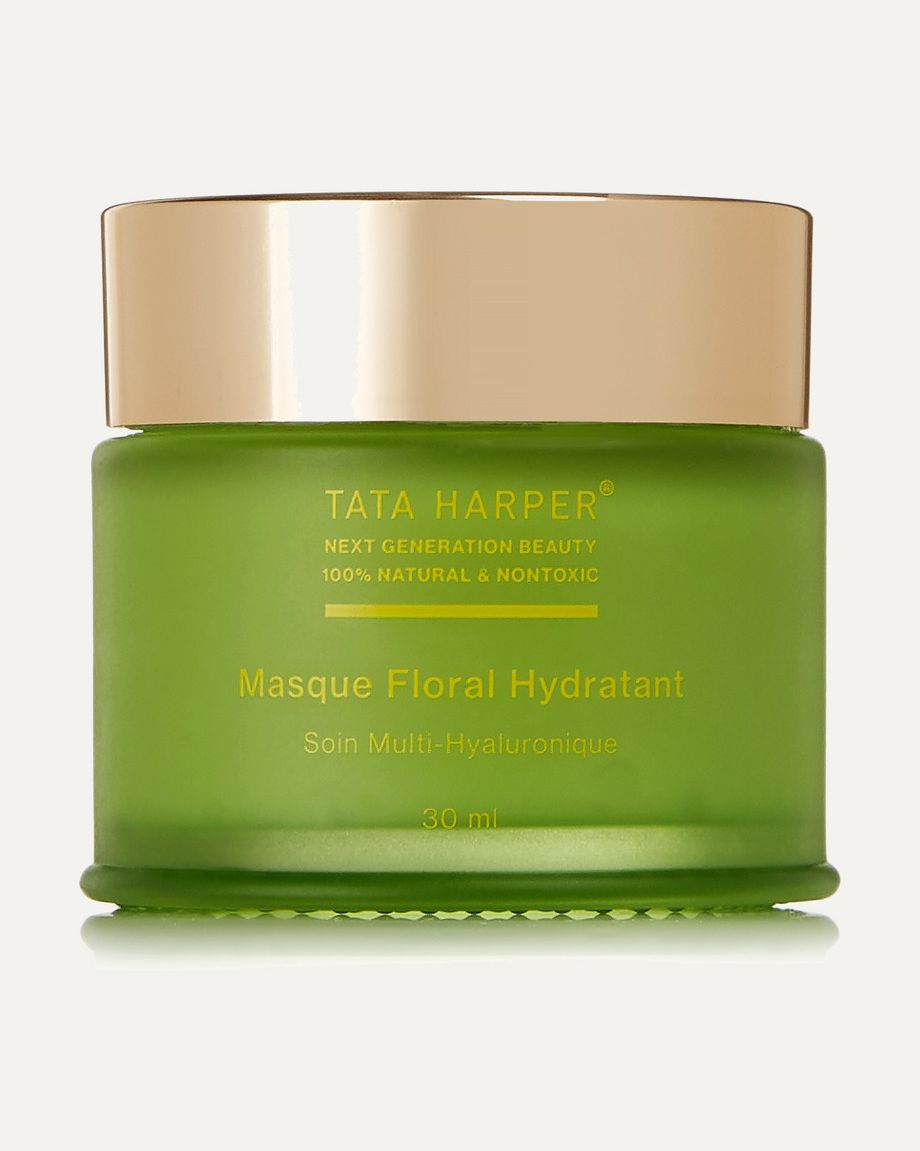 TATA HARPER®
NEXT GENERATION BEAUTY
100% NATURAL & NONTOXIC
Masque Floral Hydratant
Soin Multi-Hyaluronique
30 ml